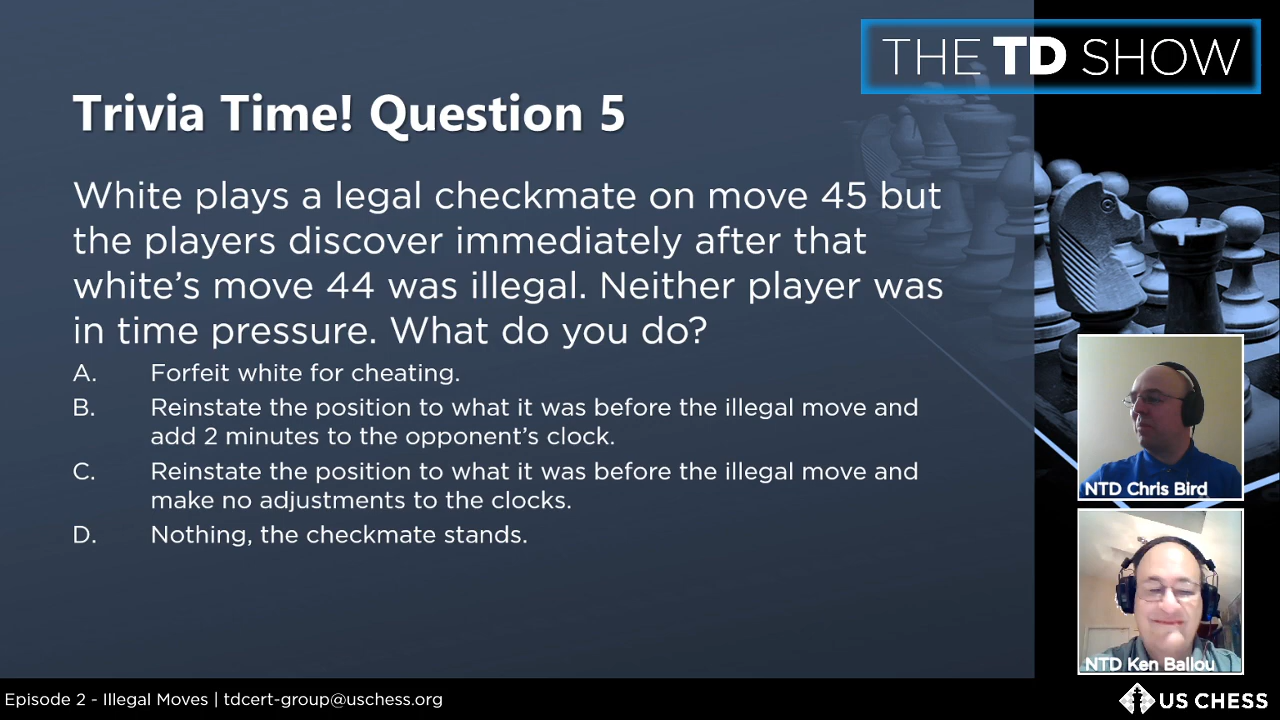 THE TD SHOW
Trivia Time! Question 5
White plays a legal checkmate on move 45 but
the players discover immediately after that
white’s move 44 was illegal. Neither player was
in time pressure. What do you do?
A. Forfeit white for cheating.
B. Reinstate the position to what it was before the illegal move and
add 2 minutes to the opponent’s clock.
C. Reinstate the position to what it was before the illegal move and
make no adjustments to the clocks.
D. Nothing, the checkmate stands.
NTD Chris Bird
NTD Ken Ballou
Episode 2 - Illegal Moves | tdcert-group@uschess.org
US CHESS